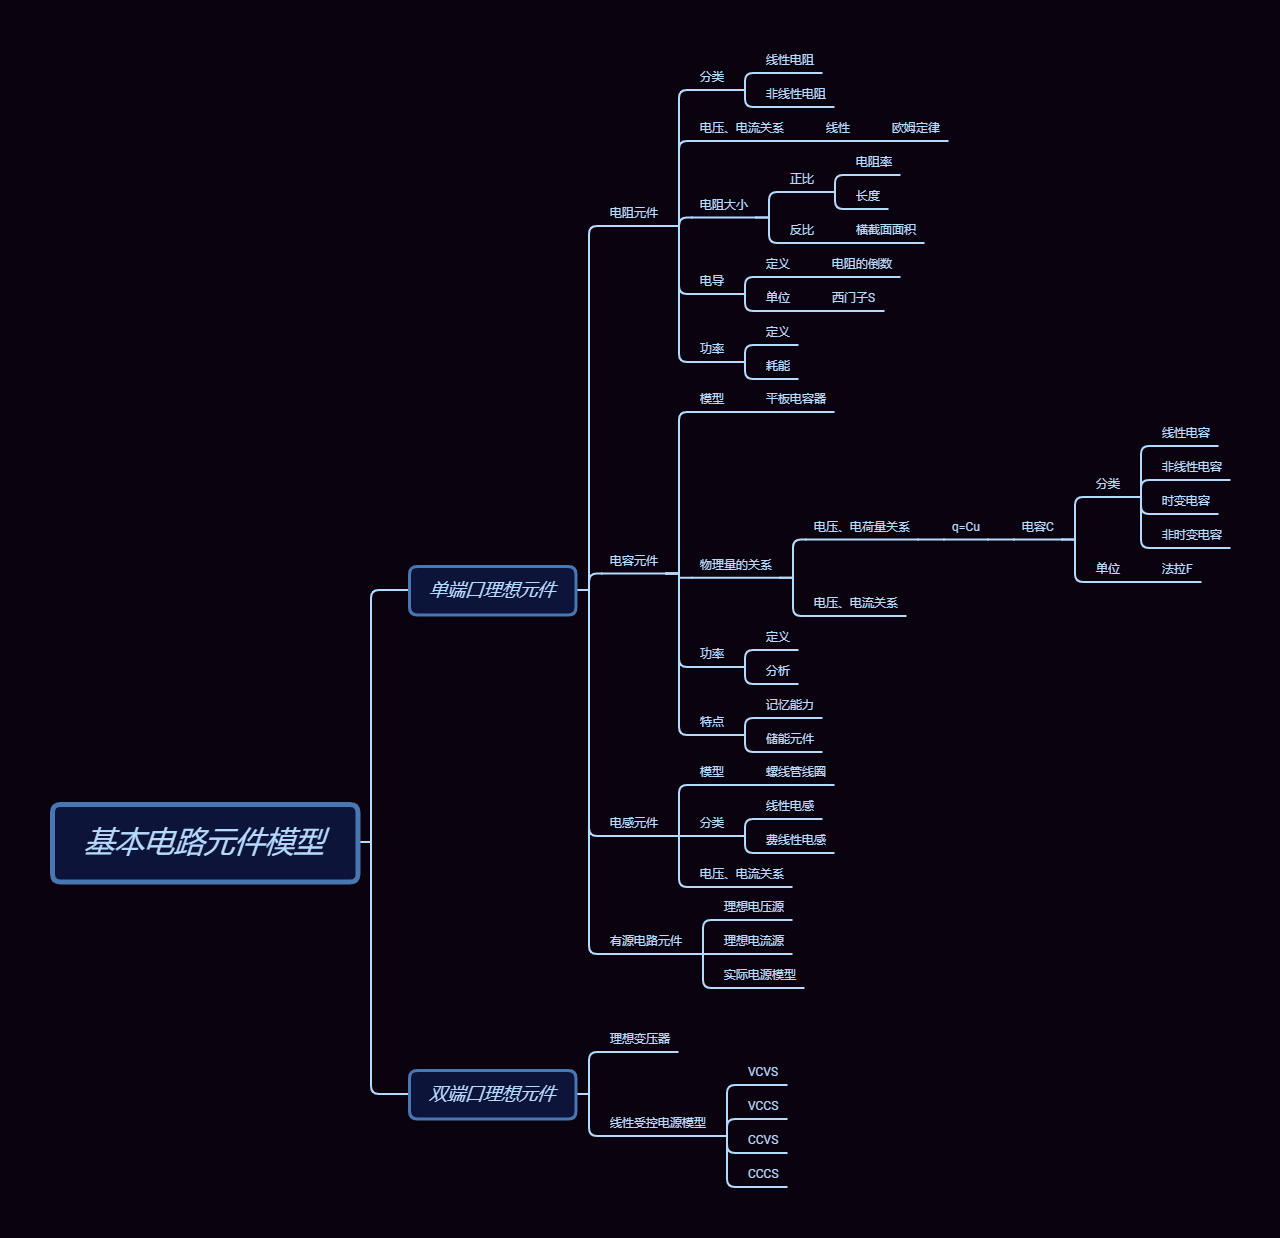 基本电路元件模型
单端口理想元件
电阻元件
分类
线性电阻
非线性电阻
电压、电流关系
线性
欧姆定律
电阻大小
正比
电阻率
长度
反比
横截面面积
电导
定义
电阻的倒数
单位
西门子S
功率
定义
耗能
电容元件
模型
平板电容器
物理量的关系
电压、电荷量关系
q=Cu
电容C
分类
线性电容
非线性电容
时变电容
非时变电容
单位
法拉F
电压、电流关系
功率
定义
分析
特点
记忆能力
储能元件
电感元件
模型
螺线管线圈
分类
线性电感
费线性电感
电压、电流关系
有源电路元件
理想电压源
理想电流源
实际电源模型
双端口理想元件
理想变压器
线性受控电源模型
VCVS
VCCS
CCVS
CCCS